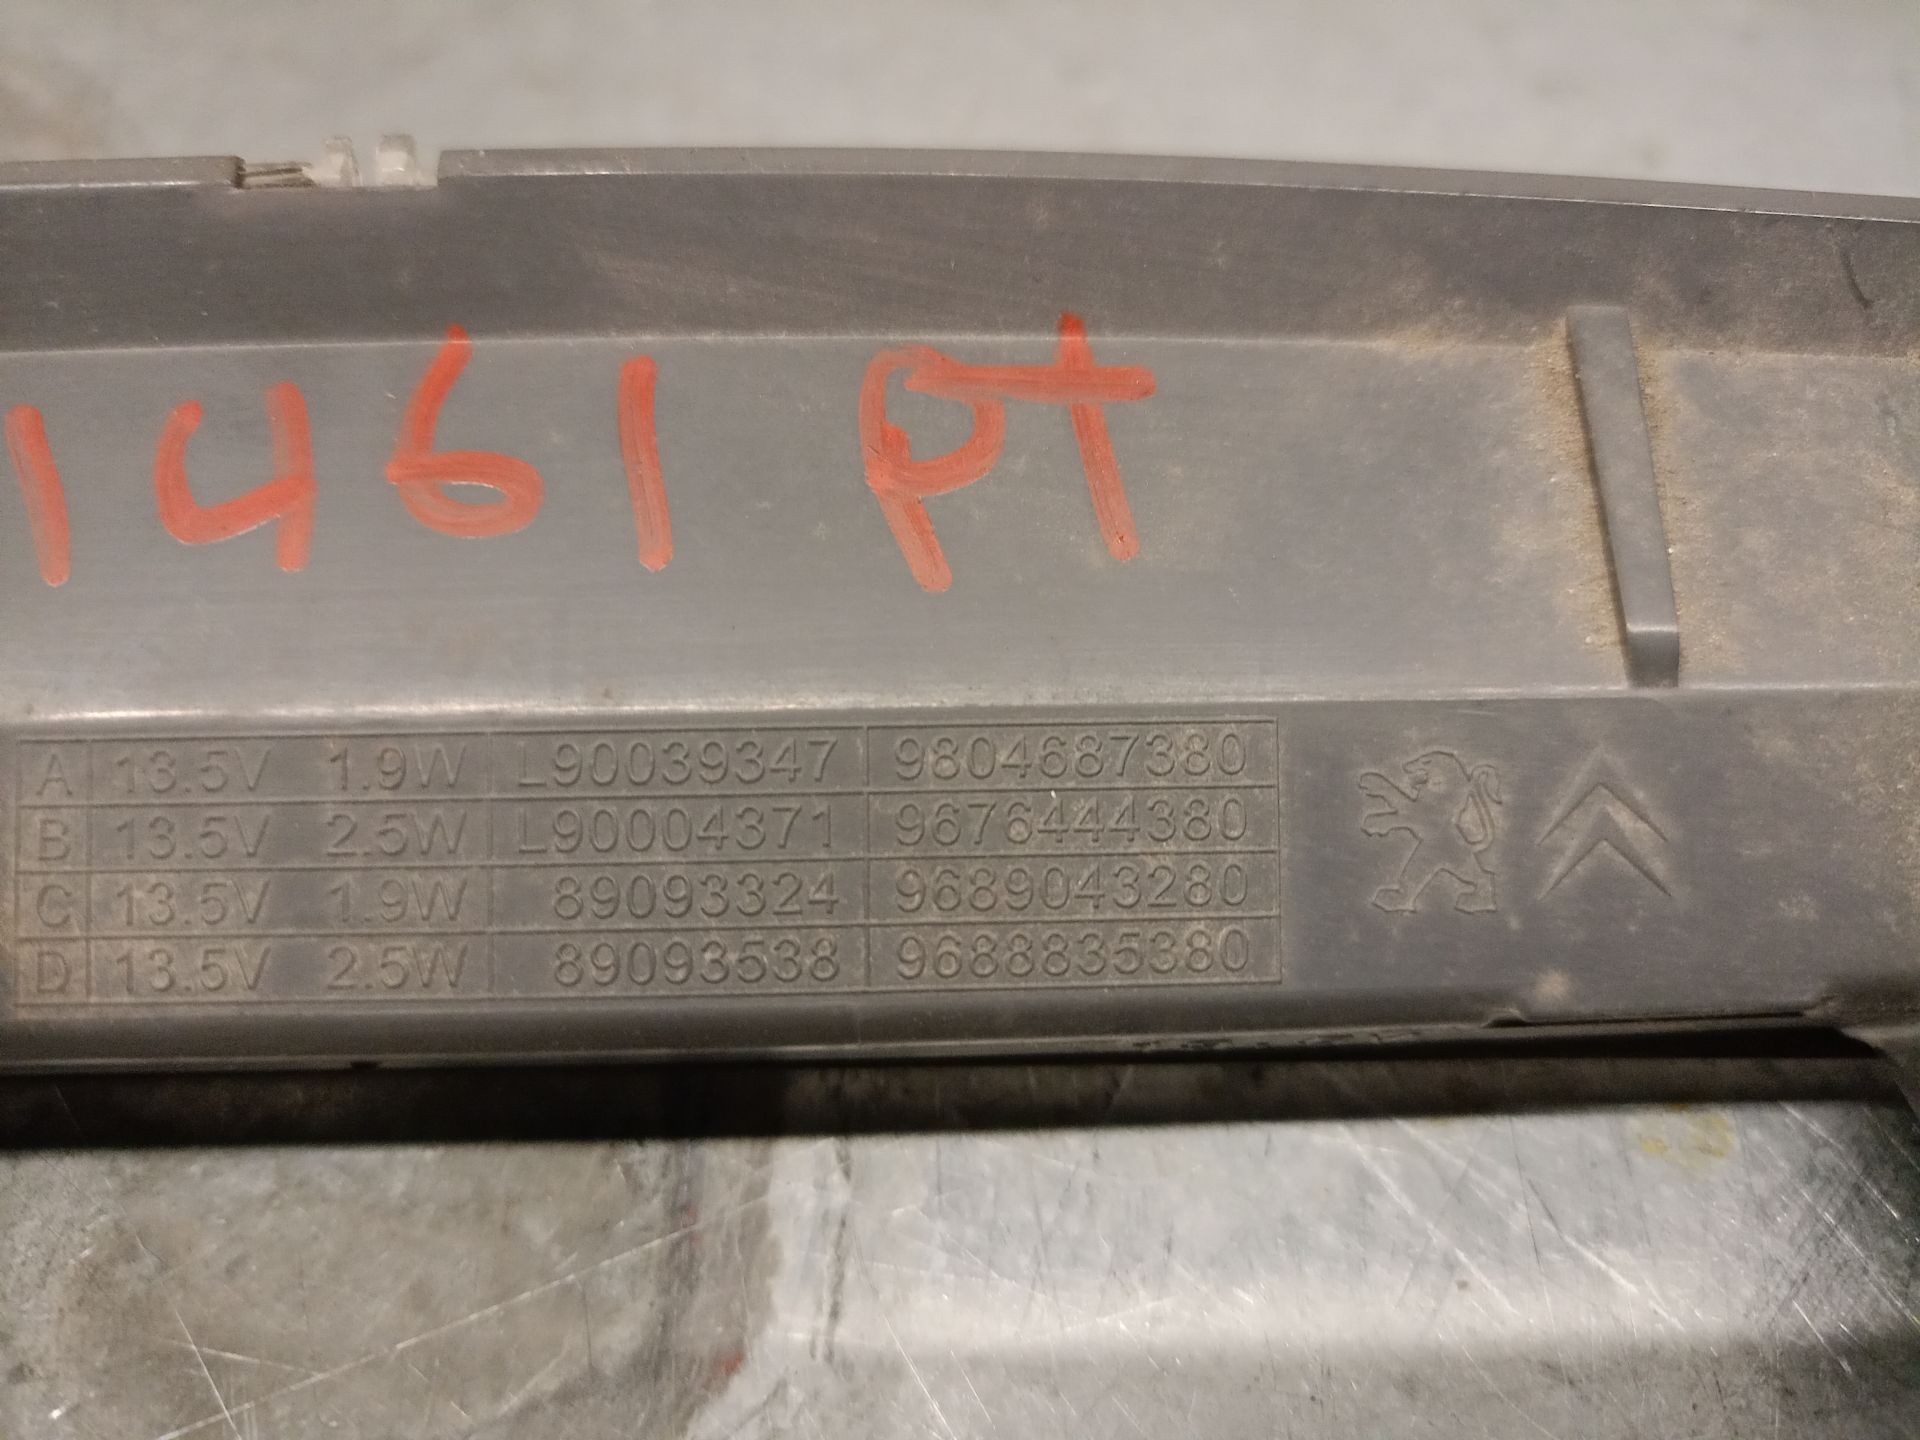 1461 PT
A 13.5V 1.9W L90039347 9804687380
B 13.5V 2.5W L90004371 9676444380
C 13.5V 1.9W 89093324 9689043280
D 13.5V 2.5W 89093538 9688835380